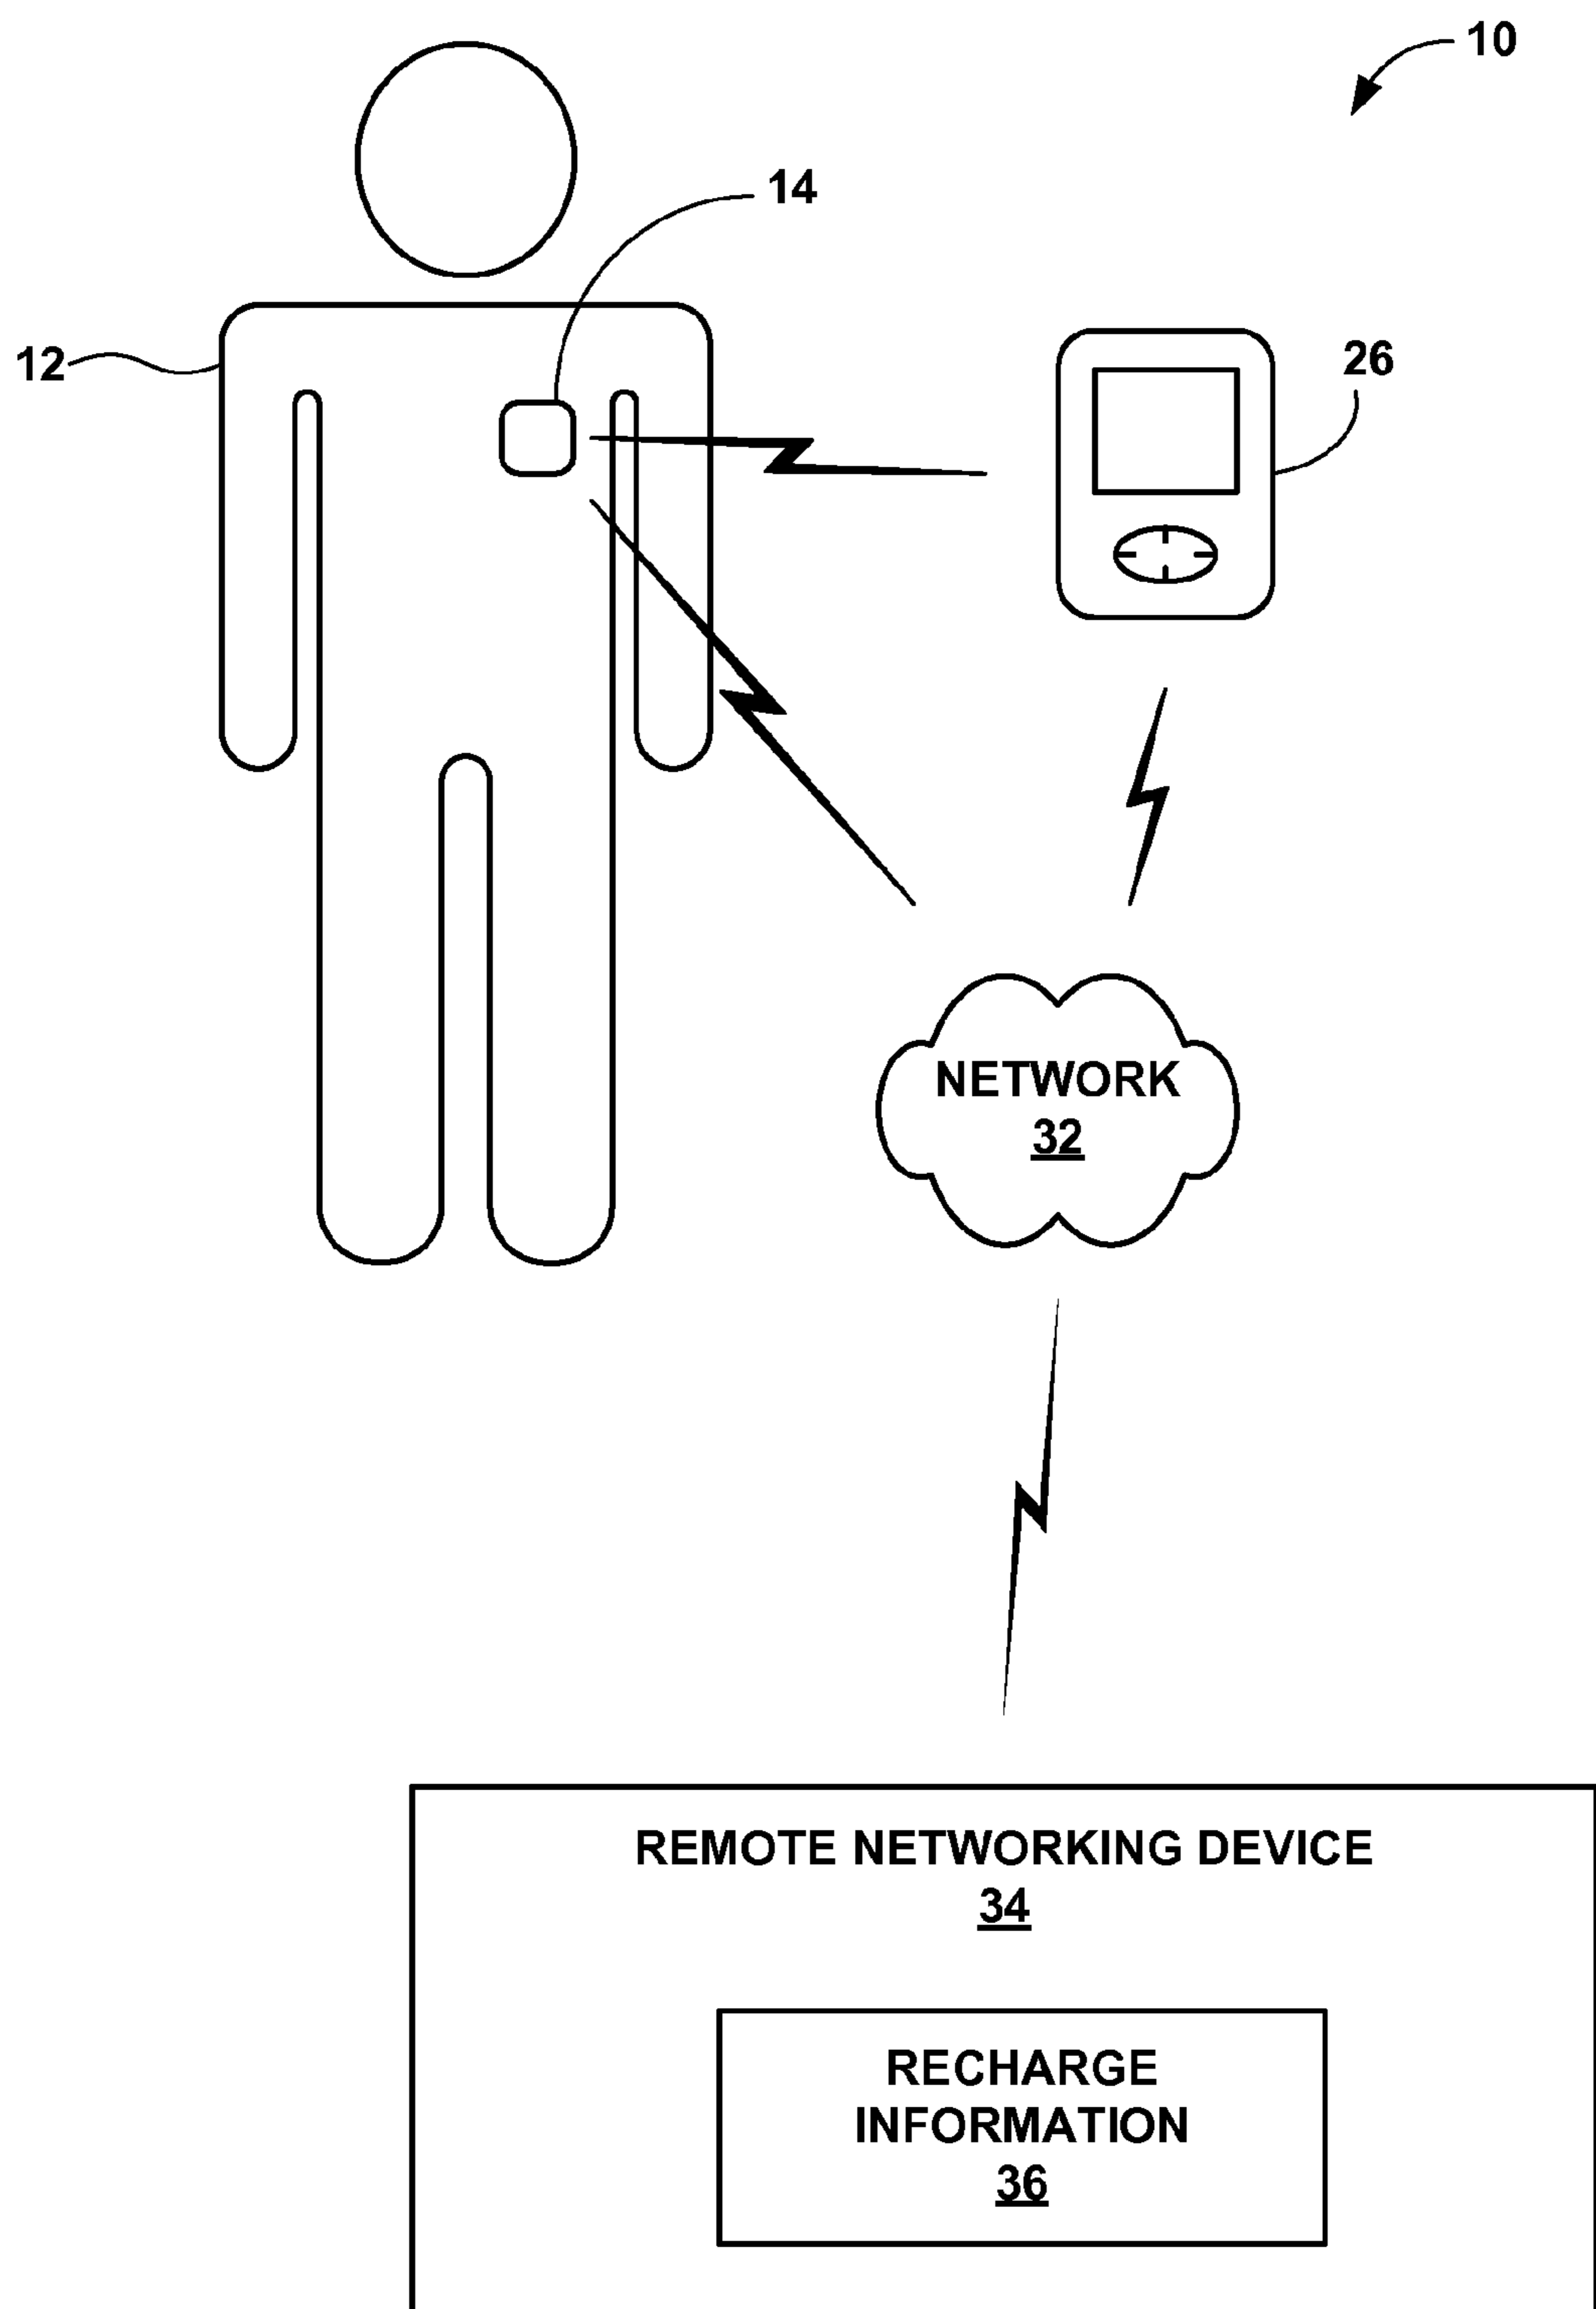 10
14
12
26
NETWORK
32
REMOTE NETWORKING DEVICE
34
RECHARGE
INFORMATION
36